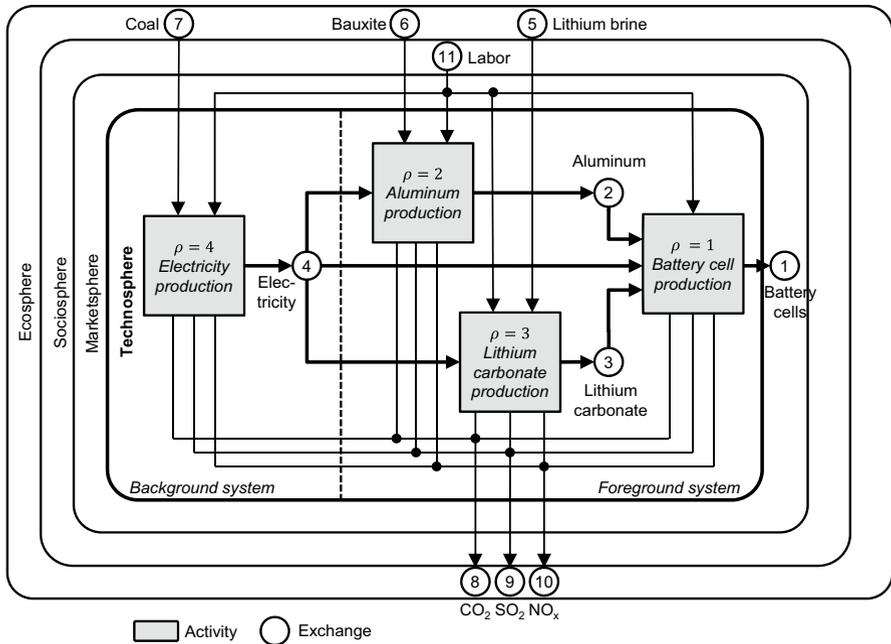 Coal 7
Bauxite 6
5 Lithium brine
11 Labor
Ecosphere
Sociosphere
Marketsphere
Technosphere
ρ = 4
Electricity
production
4
Elec-
tricity
ρ = 2
Aluminum
production
Aluminum
2
ρ = 3
Lithium
carbonate
production
3
Lithium
carbonate
ρ = 1
Battery cell
production
1
Battery
cells
Background system
Foreground system
8 9 10
CO₂ SO₂ NOₓ
Activity
Exchange